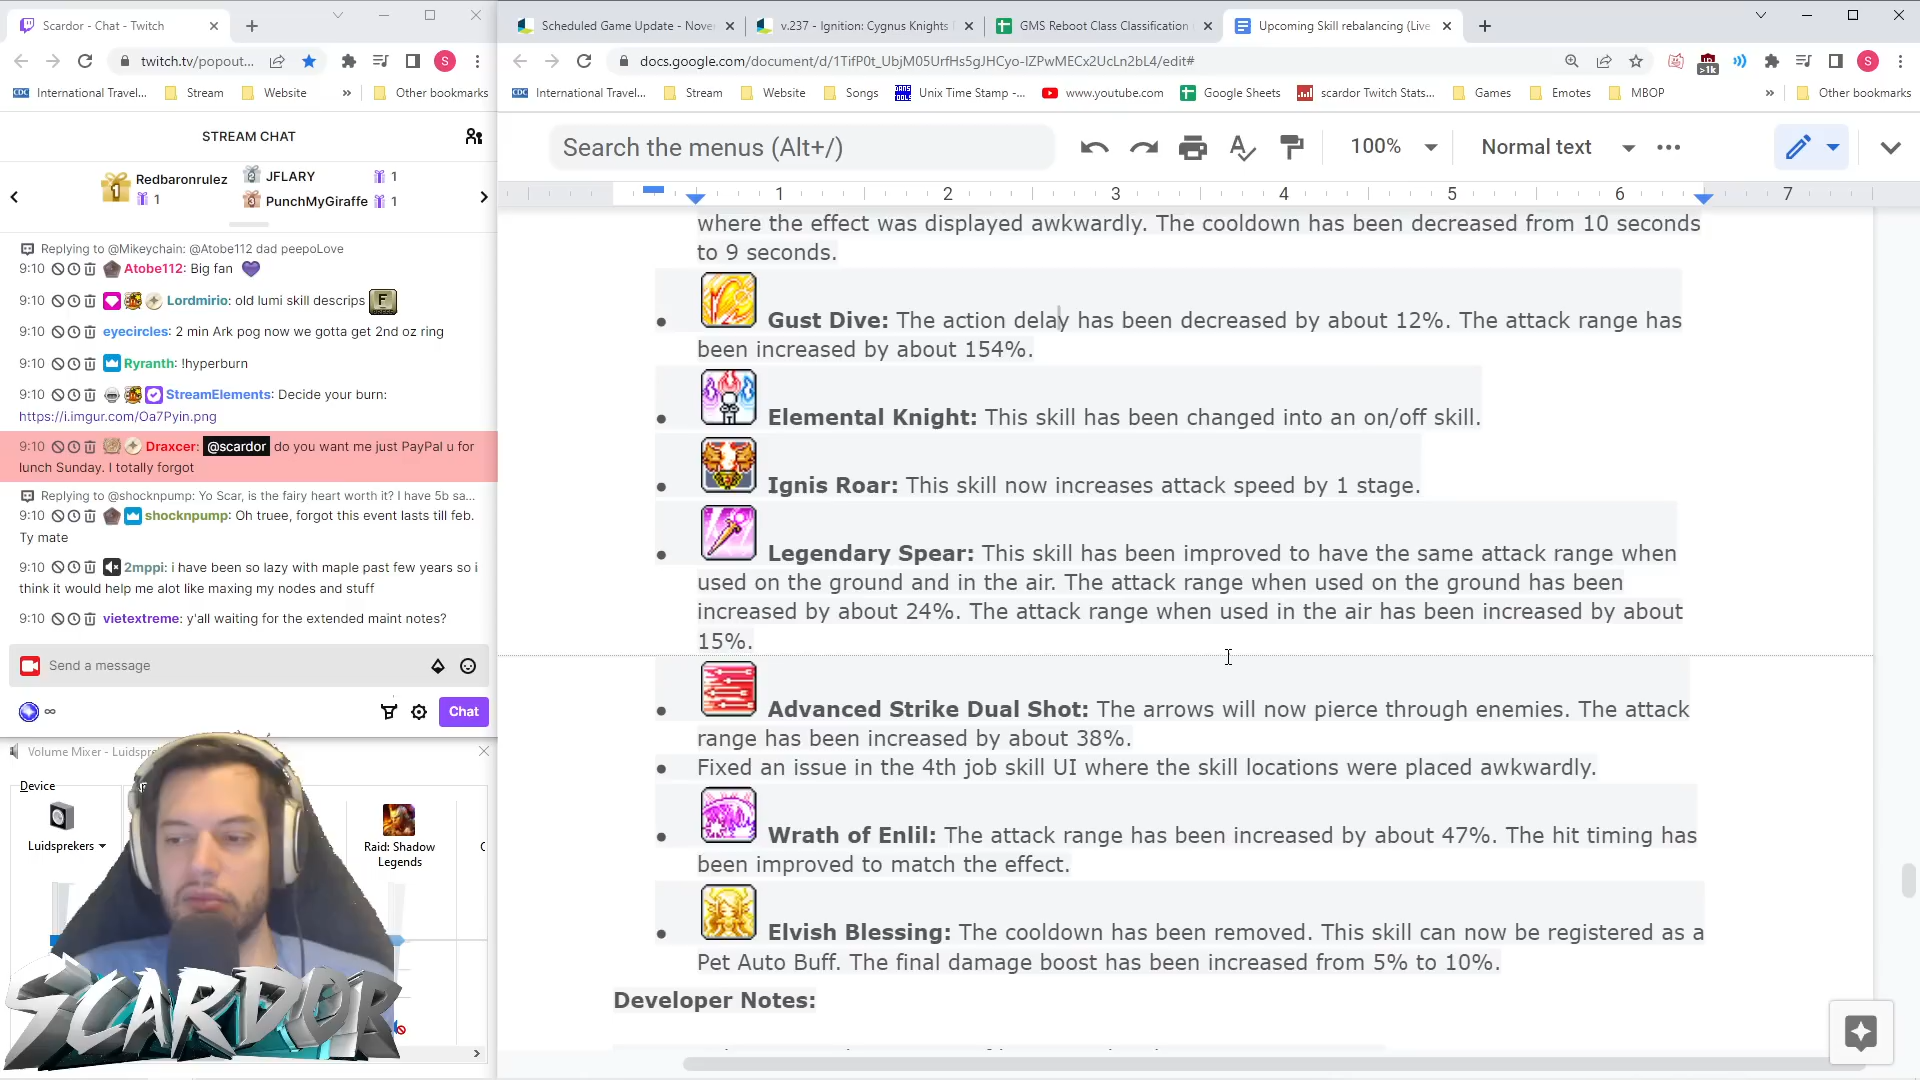 Scardor - Chat - Twitch
Scheduled Game Update - Nove
v.237 - Ignition: Cygnus Knights
GMS Reboot Class Classification
Upcoming Skill rebalancing (Live
twitch.tv/popout...
S
docs.google.com/document/d/1TifP0t_UbjM05UrfHs5gJHCyo-IZPwMECx2UcLn2bL4/edit#
>1k
S
CDC International Travel...
Stream
Website
»
Other bookmarks
CDC International Travel...
Stream
Website
Songs
Unix Time Stamp -...
www.youtube.com
Google Sheets
scardor Twitch Stats...
Games
Emotes
MBOP
»
Other bookmarks
STREAM CHAT
Search the menus (Alt+/)
100%
Normal text
1 Redbaronrulez 1
2 JFLARY 1
3 PunchMyGiraffe 1
1 2 3 4 5 6 7
Replying to @Mikeychain: @Atobe112 dad peepoLove
9:10 Atobe112: Big fan
9:10 Lordmirio: old lumi skill descrips F
9:10 eyecircles: 2 min Ark pog now we gotta get 2nd oz ring
9:10 Ryranth: !hyperburn
9:10 StreamElements: Decide your burn:
https://i.imgur.com/Oa7Pyin.png
9:10 Draxcer: @scardor do you want me just PayPal u for
lunch Sunday. I totally forgot
Replying to @shocknpump: Yo Scar, is the fairy heart worth it? I have 5b sa...
9:10 shocknpump: Oh truee, forgot this event lasts till feb.
Ty mate
9:10 2mppi: i have been so lazy with maple past few years so i
think it would help me alot like maxing my nodes and stuff
9:10 vietextreme: y'all waiting for the extended maint notes?
Send a message
∞
Chat
Volume Mixer - Luidspre
Device
Luidsprekers
Raid: Shadow
Legends
SCARDOR
where the effect was displayed awkwardly. The cooldown has been decreased from 10 seconds
to 9 seconds.
Gust Dive: The action delay has been decreased by about 12%. The attack range has
been increased by about 154%.
Elemental Knight: This skill has been changed into an on/off skill.
Ignis Roar: This skill now increases attack speed by 1 stage.
Legendary Spear: This skill has been improved to have the same attack range when
used on the ground and in the air. The attack range when used on the ground has been
increased by about 24%. The attack range when used in the air has been increased by about
15%.
Advanced Strike Dual Shot: The arrows will now pierce through enemies. The attack
range has been increased by about 38%.
Fixed an issue in the 4th job skill UI where the skill locations were placed awkwardly.
Wrath of Enlil: The attack range has been increased by about 47%. The hit timing has
been improved to match the effect.
Elvish Blessing: The cooldown has been removed. This skill can now be registered as a
Pet Auto Buff. The final damage boost has been increased from 5% to 10%.
Developer Notes: